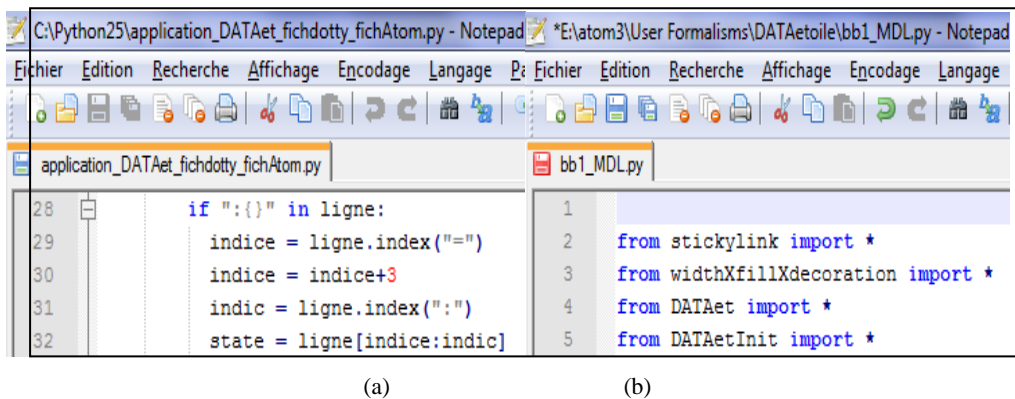 C:\Python25\application_DATAet_fichdotty_fichAtom.py - Notepad
Fichier Edition Recherche Affichage Encodage Langage
application_DATAet_fichdotty_fichAtom.py
28 if ":{}" in ligne:
29 indice = ligne.index("=")
30 indice = indice+3
31 indic = ligne.index(":")
32 state = ligne[indice:indic]
(a)
*E:\atom3\User Formalisms\DATAetoile\bb1_MDL.py - Notepad
Fichier Edition Recherche Affichage Encodage Langage
bb1_MDL.py
1
2 from stickylink import *
3 from widthXfillXdecoration import *
4 from DATAet import *
5 from DATAetInit import *
(b)